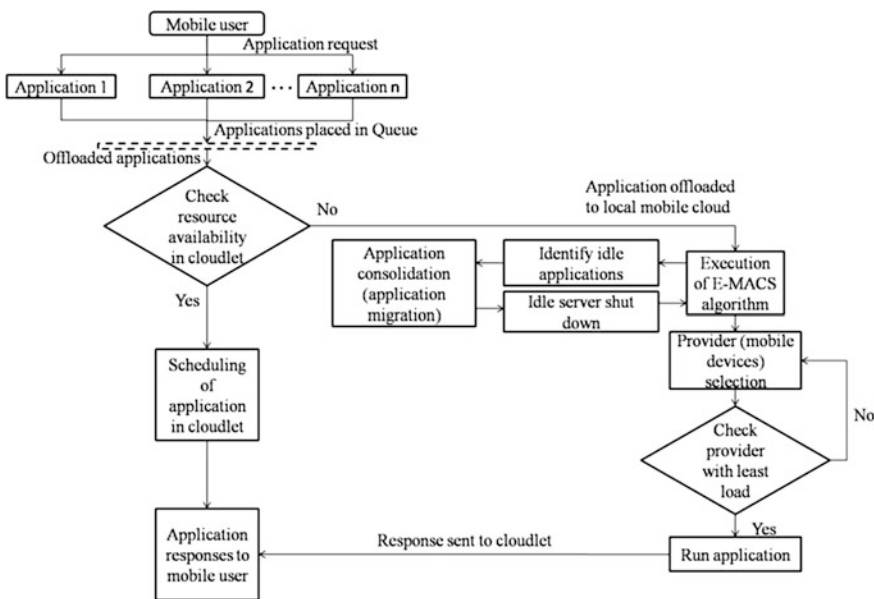 Mobile user
Application request
Application 1
Application 2
...
Application n
Applications placed in Queue
Offloaded applications
Check
resource
availability
in cloudlet
No
Application offloaded
to local mobile cloud
Yes
Application
consolidation
(application
migration)
Identify idle
applications
Idle server shut
down
Execution
of E-MACS
algorithm
Provider (mobile
devices)
selection
No
Scheduling
of
application
in cloudlet
Check
provider
with least
load
Yes
Application
responses to
mobile user
Response sent to cloudlet
Run application